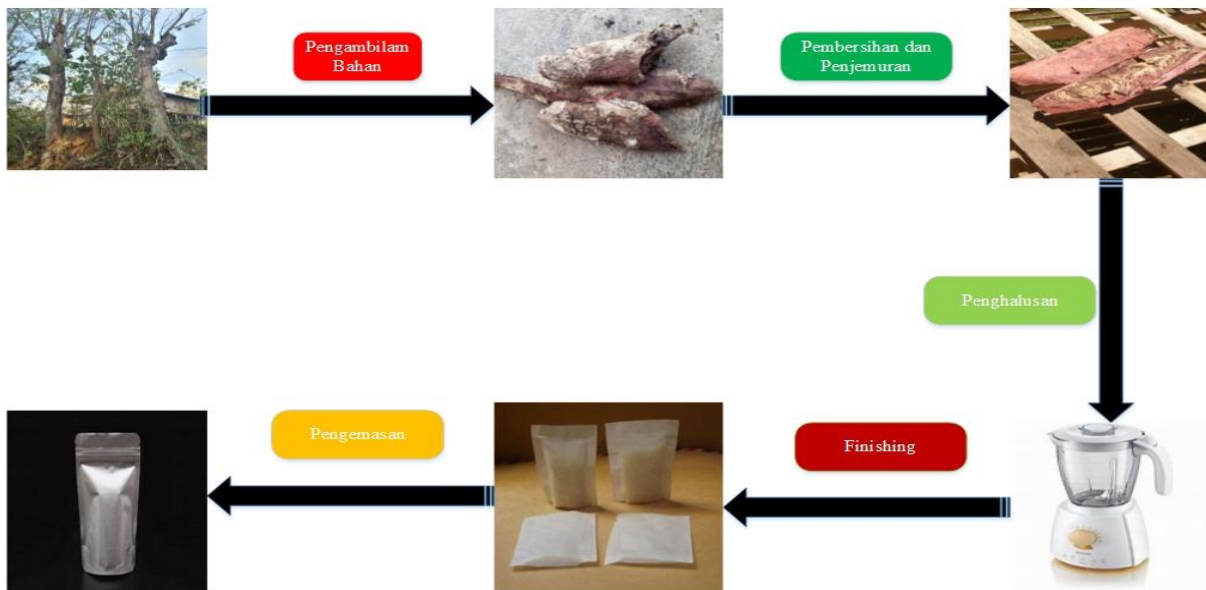 Pengambilam
Bahan
Pembersihan dan
Penjemuran
Penghalusan
Finishing
Pengemasan